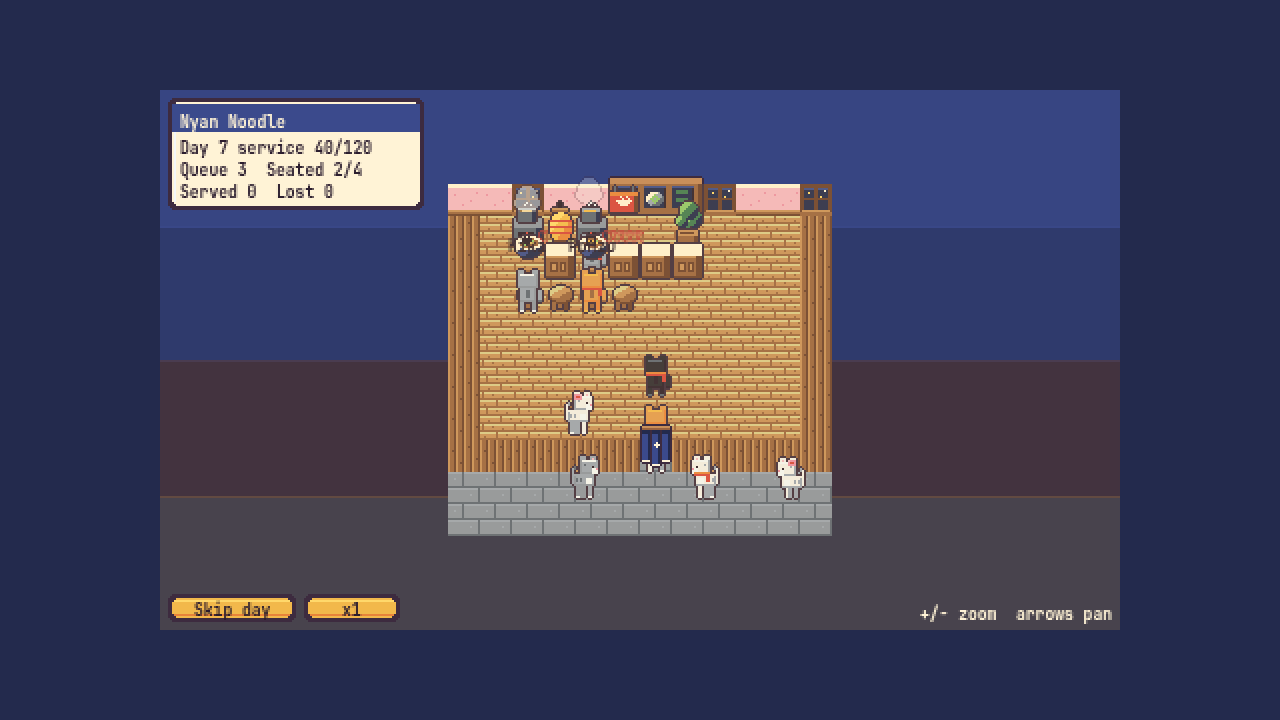 Nyan Noodle
Day 7 service 40/120
Queue 3  Seated 2/4
Served 0  Lost 0
Skip day
x1
+/- zoom  arrows pan